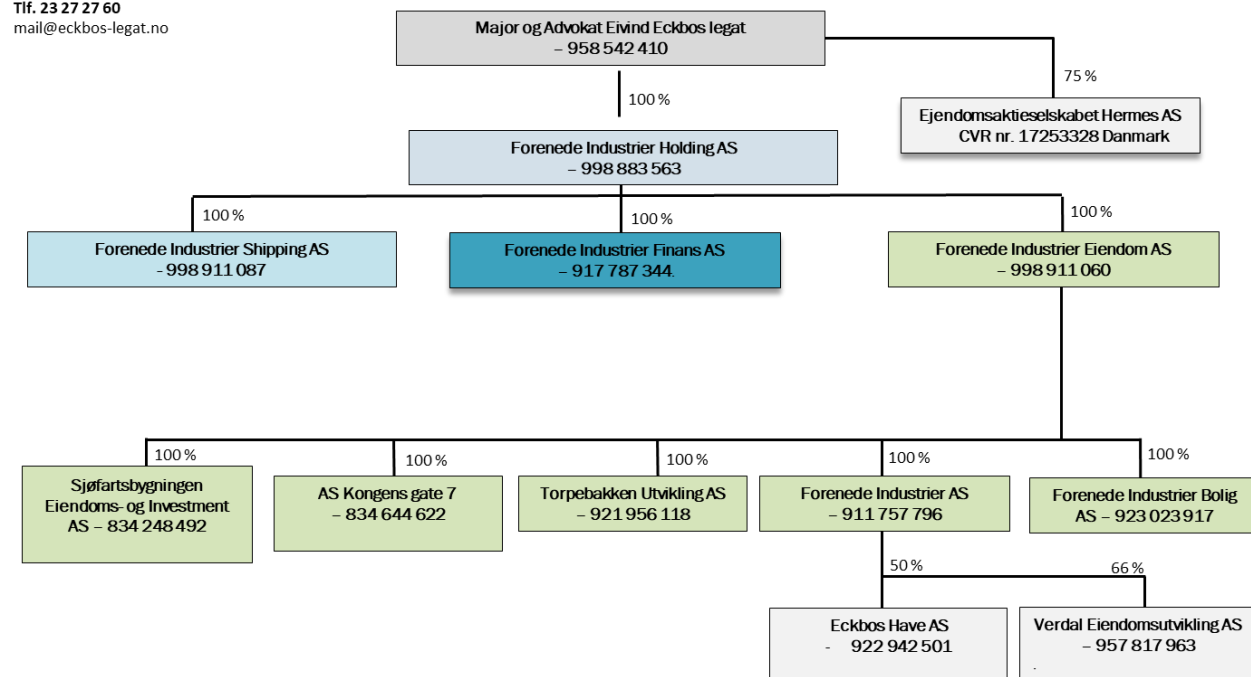 Tlf. 23 27 27 60
mail@eckbos-legat.no
Major og Advokat Eivind Eckbos legat
– 958 542 410
100 %
75 %
Ejendomsaktieselskabet Hermes AS
CVR nr. 17253328 Danmark
Forenede Industrier Holding AS
– 998 883 563
100 %
100 %
100 %
Forenede Industrier Shipping AS
- 998 911 087
Forenede Industrier Finans AS
– 917 787 344.
Forenede Industrier Eiendom AS
– 998 911 060
100 %
100 %
100 %
100 %
100 %
Sjøfartsbygningen
Eiendoms- og Investment
AS – 834 248 492
AS Kongens gate 7
– 834 644 622
Torpebakken Utvikling AS
– 921 956 118
Forenede Industrier AS
– 911 757 796
Forenede Industrier Bolig
AS – 923 023 917
50 %
66 %
Eckbos Have AS
- 922 942 501
Verdal Eiendomsutvikling AS
– 957 817 963
.